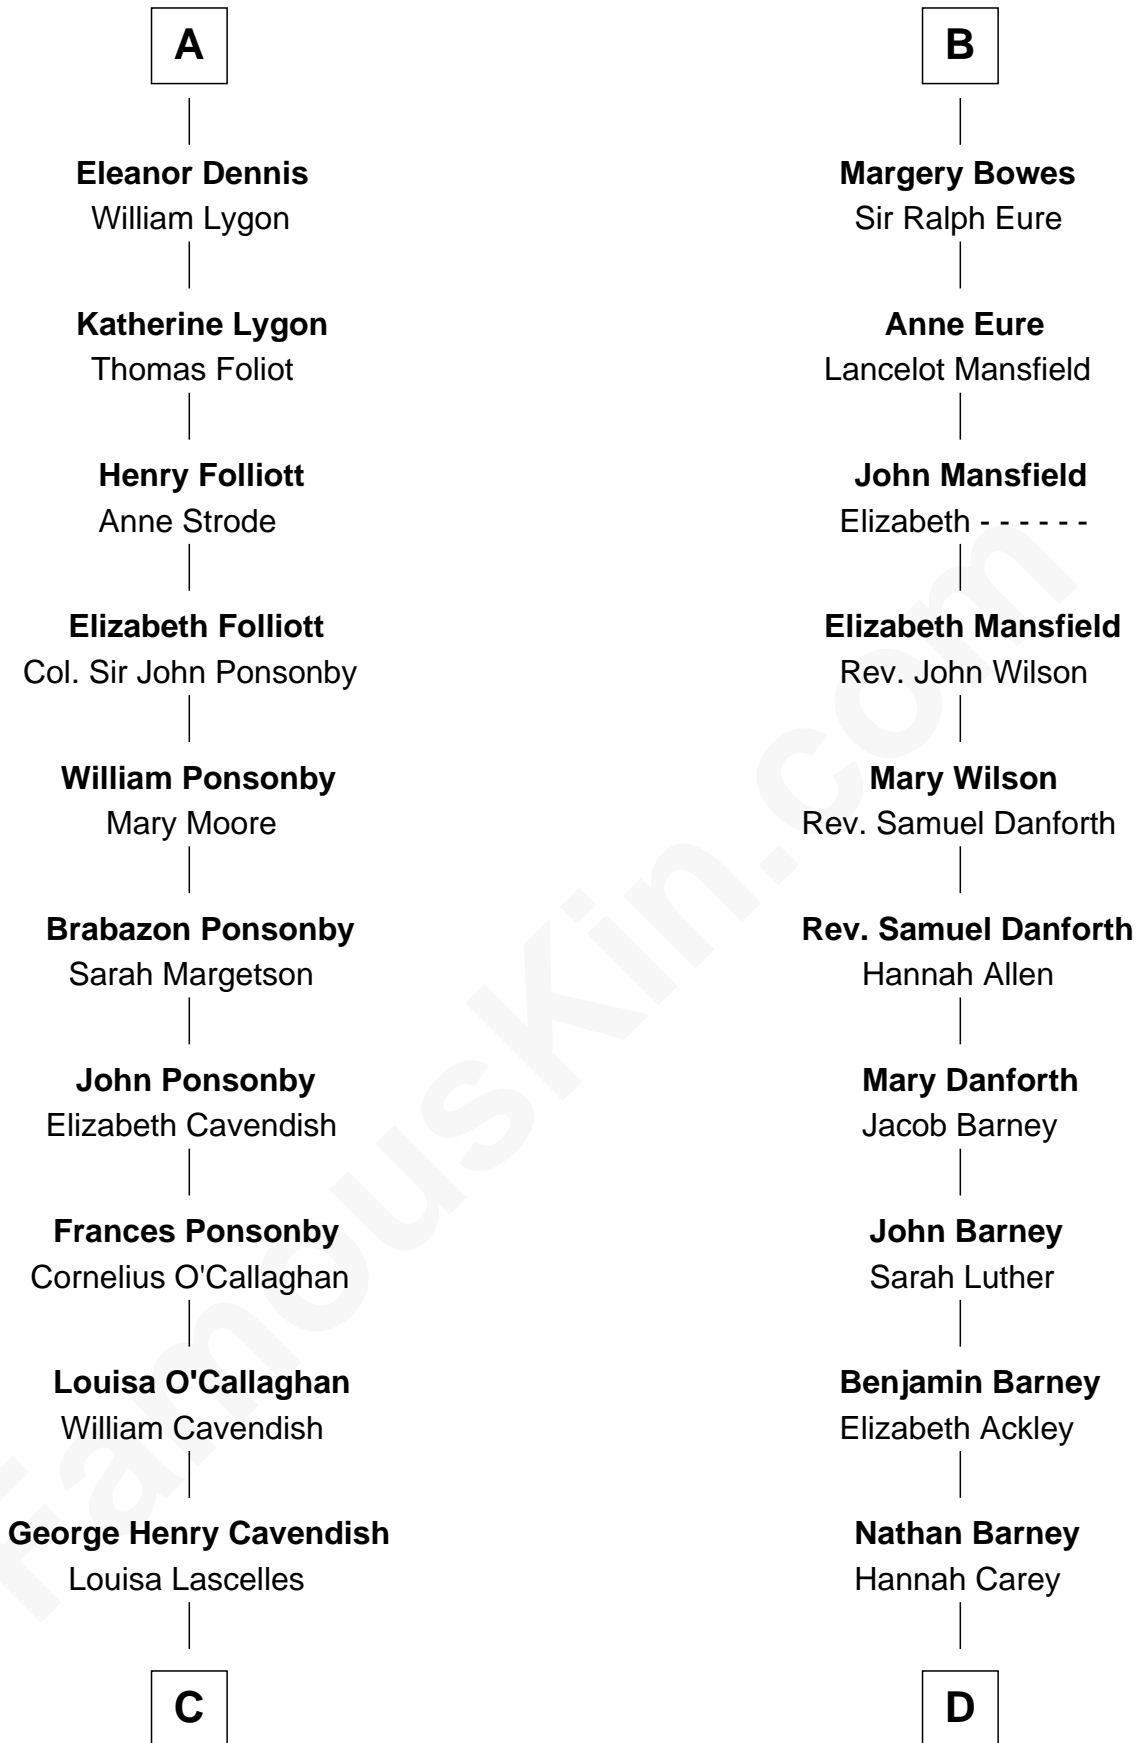 A
Eleanor Dennis
William Lygon
Katherine Lygon
Thomas Foliot
Henry Folliott
Anne Strode
Elizabeth Folliott
Col. Sir John Ponsonby
William Ponsonby
Mary Moore
Brabazon Ponsonby
Sarah Margetson
John Ponsonby
Elizabeth Cavendish
Frances Ponsonby
Cornelius O'Callaghan
Louisa O'Callaghan
William Cavendish
George Henry Cavendish
Louisa Lascelles
C
B
Margery Bowes
Sir Ralph Eure
Anne Eure
Lancelot Mansfield
John Mansfield
Elizabeth - - - - - -
Elizabeth Mansfield
Rev. John Wilson
Mary Wilson
Rev. Samuel Danforth
Rev. Samuel Danforth
Hannah Allen
Mary Danforth
Jacob Barney
John Barney
Sarah Luther
Benjamin Barney
Elizabeth Ackley
Nathan Barney
Hannah Carey
D
FamousKin.com